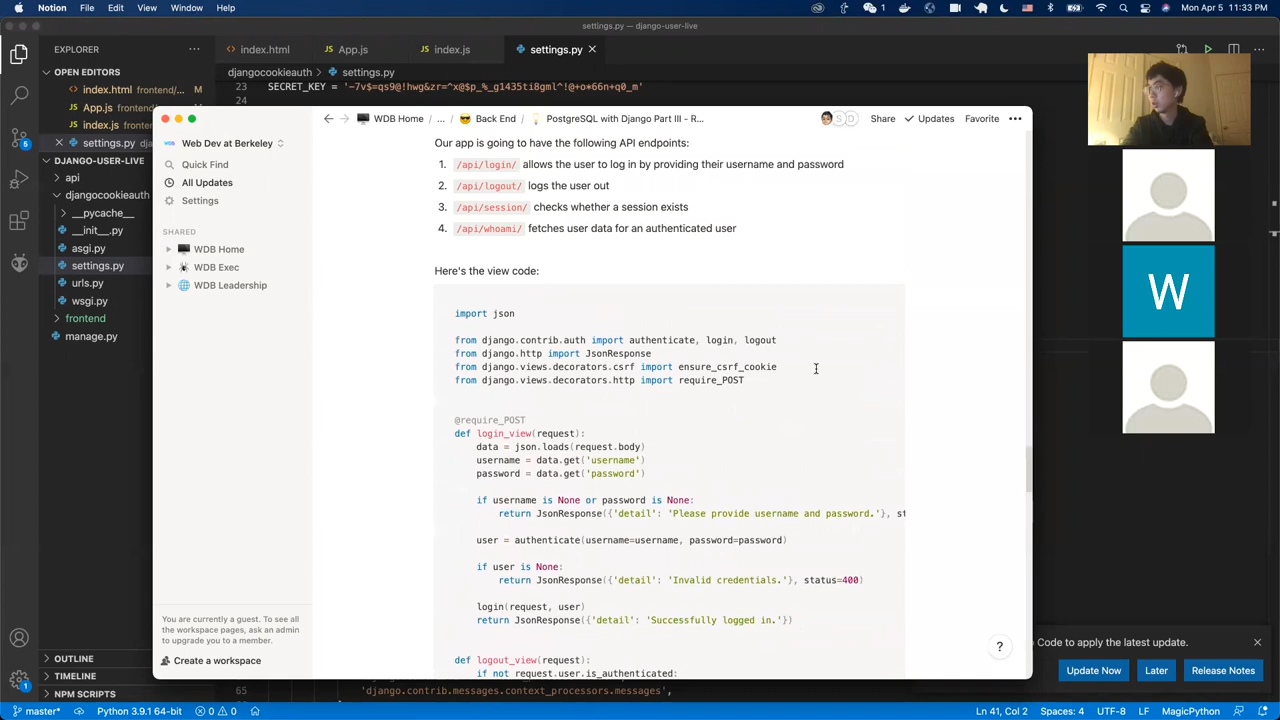 Notion File Edit View Window Help
Mon Apr 5 11:33 PM
settings.py — django-user-live
EXPLORER
index.html
App.js
index.js
settings.py
OPEN EDITORS
djangocookieauth settings.py
index.html frontend/... M
App.js frontend/... M
index.js frontend/... M
settings.py djangocook...
5
DJANGO-USER-LIVE
api
djangocookieauth
__pycache__
__init__.py
asgi.py
settings.py
urls.py
wsgi.py
frontend
manage.py
23 SECRET_KEY = '-7v$=qs9@!hwg&zr=^x@$p_%_g1435ti8gml^!@+o*66n+q0_m'
24
WDB Home / ... / Back End / PostgreSQL with Django Part III - R...
S D
Share Updates Favorite
Web Dev at Berkeley
Quick Find
All Updates
Settings
SHARED
WDB Home
WDB Exec
WDB Leadership
You are currently a guest. To see all
the workspace pages, ask an admin
to upgrade you to a member.
Create a workspace
Our app is going to have the following API endpoints:
1. /api/login/ allows the user to log in by providing their username and password
2. /api/logout/ logs the user out
3. /api/session/ checks whether a session exists
4. /api/whoami/ fetches user data for an authenticated user
Here's the view code:
import json
from django.contrib.auth import authenticate, login, logout
from django.http import JsonResponse
from django.views.decorators.csrf import ensure_csrf_cookie
from django.views.decorators.http import require_POST
@require_POST
def login_view(request):
data = json.loads(request.body)
username = data.get('username')
password = data.get('password')
if username is None or password is None:
return JsonResponse({'detail': 'Please provide username and password.'}, st
user = authenticate(username=username, password=password)
if user is None:
return JsonResponse({'detail': 'Invalid credentials.'}, status=400)
login(request, user)
return JsonResponse({'detail': 'Successfully logged in.'})
def logout_view(request):
if not request.user.is_authenticated:
?
W
Code to apply the latest update.
Update Now
Later
Release Notes
OUTLINE
TIMELINE
NPM SCRIPTS
1
65 'django.contrib.messages.context_processors.messages',
master* Python 3.9.1 64-bit 0 0
Ln 41, Col 2 Spaces: 4 UTF-8 LF MagicPython